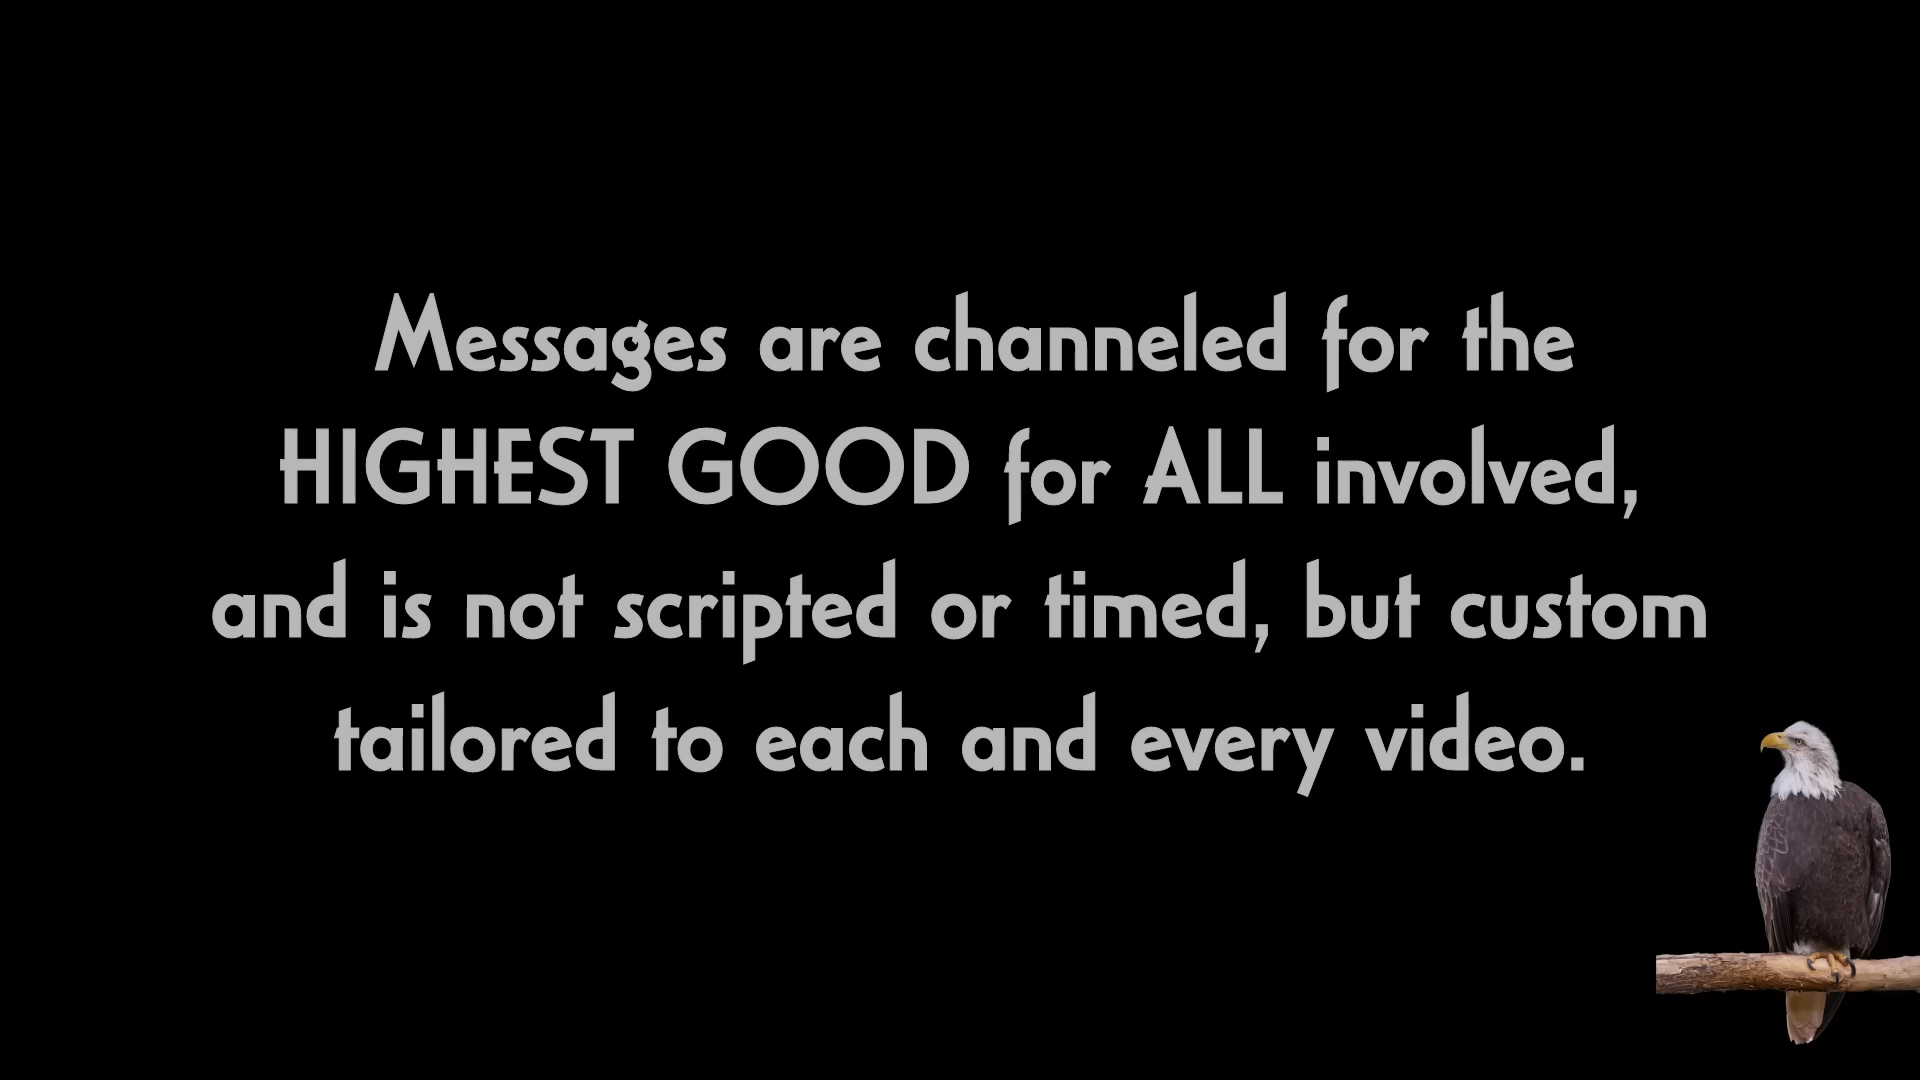 Messages are channeled for the
HIGHEST GOOD for ALL involved,
and is not scripted or timed, but custom
tailored to each and every video.